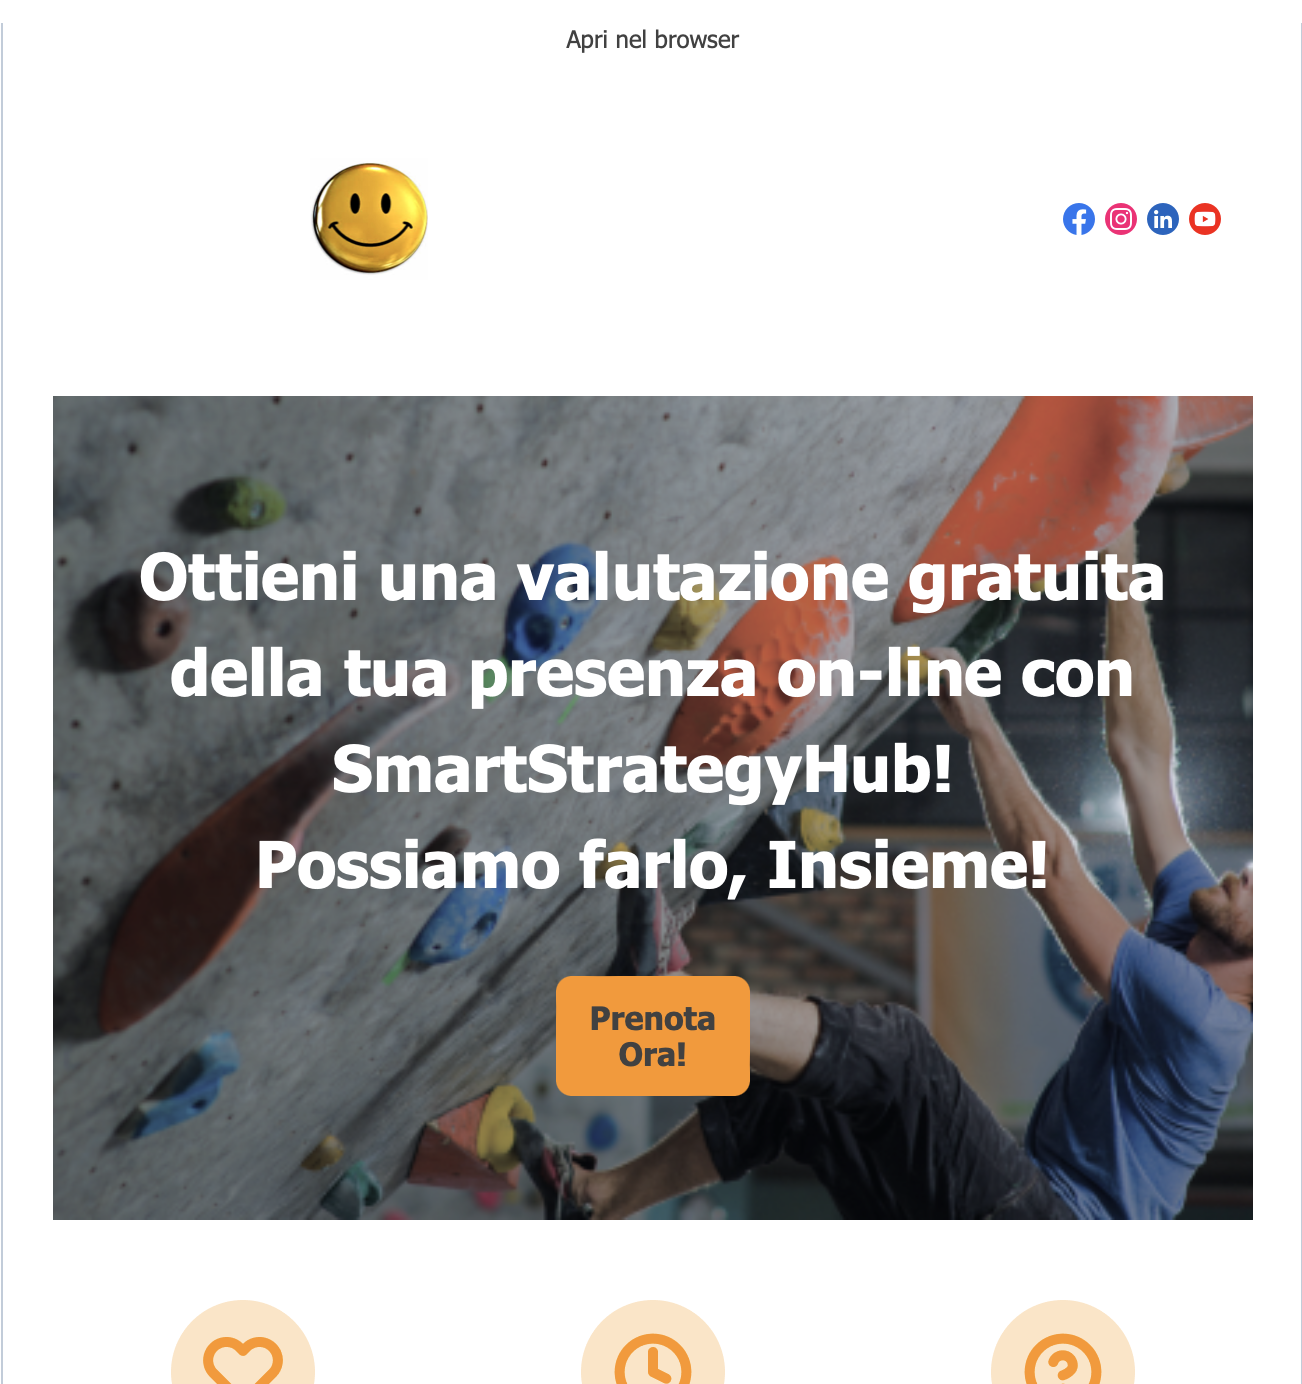 Apri nel browser
Ottieni una valutazione gratuita
della tua presenza on-line con
SmartStrategyHub!
Possiamo farlo, Insieme!
Prenota
Ora!